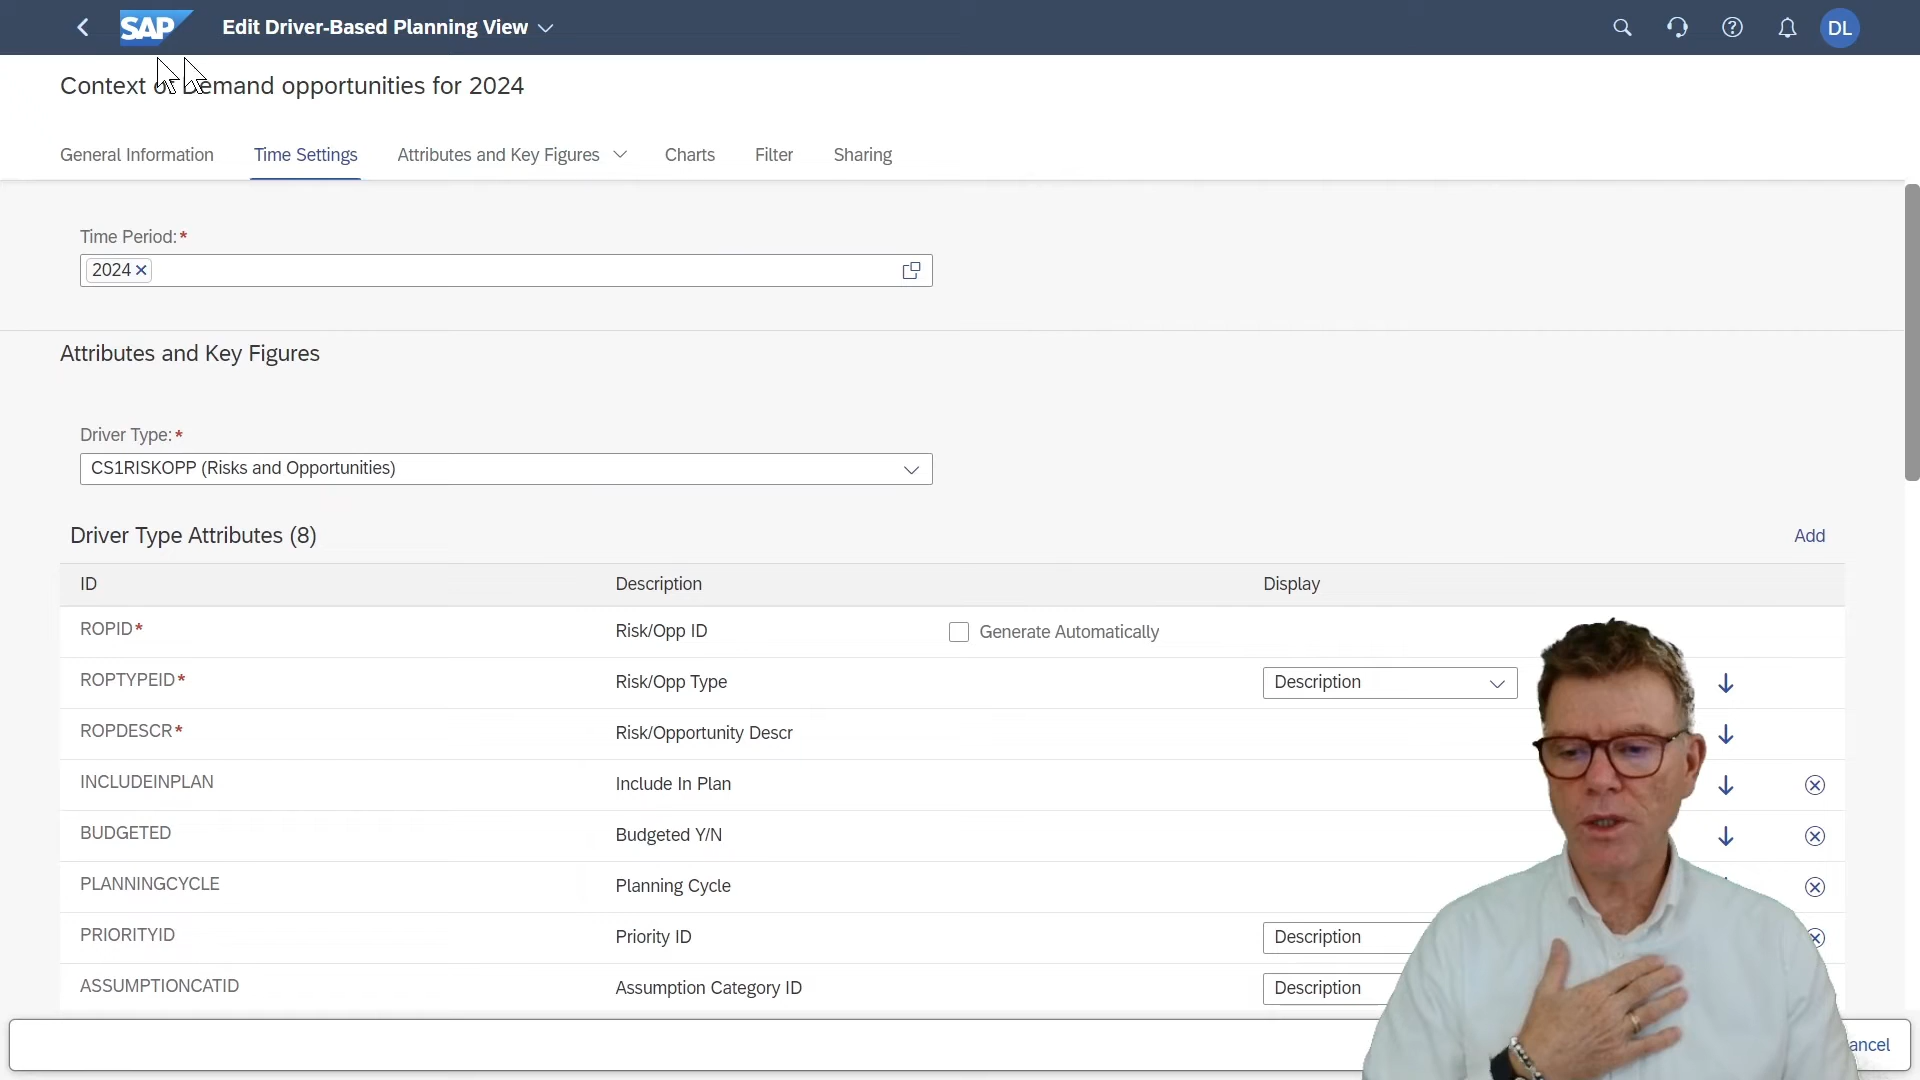 SAP Edit Driver-Based Planning View DL
Context of Demand opportunities for 2024
General Information Time Settings Attributes and Key Figures Charts Filter Sharing
Time Period:*
2024
Attributes and Key Figures
Driver Type:*
CS1RISKOPP (Risks and Opportunities)
Driver Type Attributes (8) Add
ID Description Display
ROPID* Risk/Opp ID Generate Automatically
ROPTYPEID* Risk/Opp Type Description
ROPDESCR* Risk/Opportunity Descr
INCLUDEINPLAN Include In Plan
BUDGETED Budgeted Y/N
PLANNINGCYCLE Planning Cycle
PRIORITYID Priority ID Description
ASSUMPTIONCATID Assumption Category ID Description
ancel